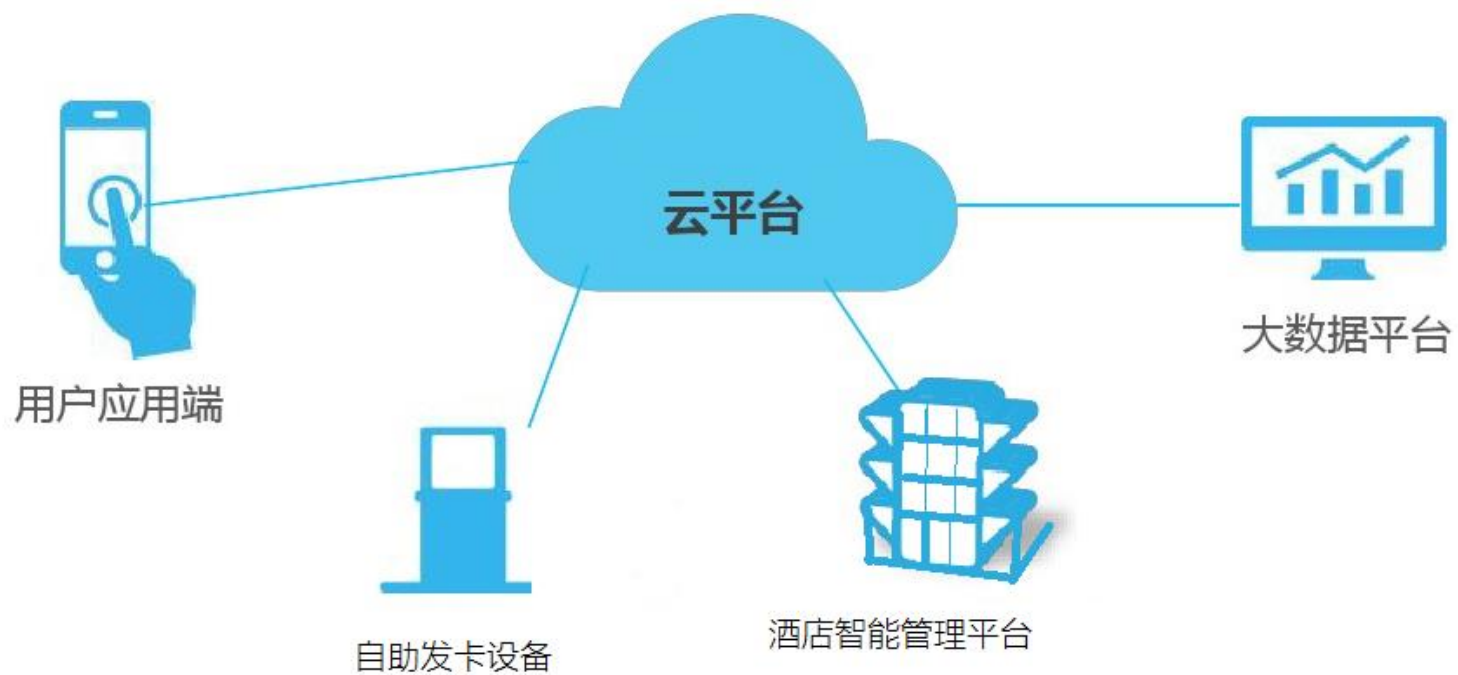 云平台
大数据平台
用户应用端
酒店智能管理平台
自助发卡设备